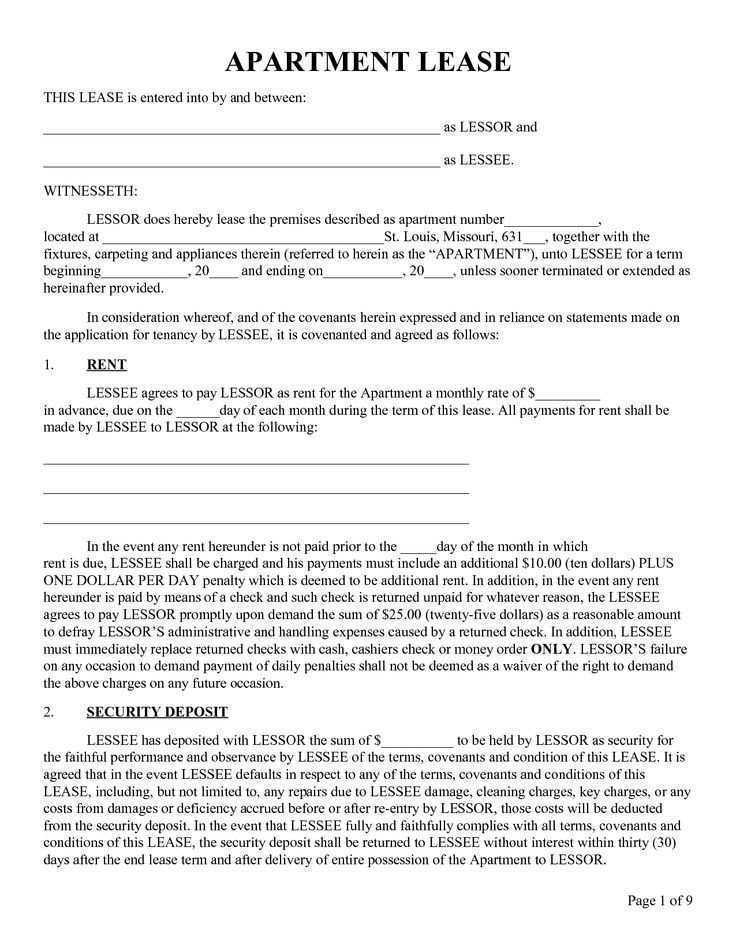 APARTMENT LEASE
THIS LEASE is entered into by and between:
_______________________________________________________ as LESSOR and
_______________________________________________________ as LESSEE.
WITNESSETH:
LESSOR does hereby lease the premises described as apartment number_____________,
located at _______________________________________St. Louis, Missouri, 631___, together with the
fixtures, carpeting and appliances therein (referred to herein as the “APARTMENT”), unto LESSEE for a term
beginning____________, 20____ and ending on___________, 20____, unless sooner terminated or extended as
hereinafter provided.
In consideration whereof, and of the covenants herein expressed and in reliance on statements made on
the application for tenancy by LESSEE, it is covenanted and agreed as follows:
1. RENT
LESSEE agrees to pay LESSOR as rent for the Apartment a monthly rate of $_________
in advance, due on the ______day of each month during the term of this lease. All payments for rent shall be
made by LESSEE to LESSOR at the following:
___________________________________________________________
___________________________________________________________
___________________________________________________________
In the event any rent hereunder is not paid prior to the _____day of the month in which
rent is due, LESSEE shall be charged and his payments must include an additional $10.00 (ten dollars) PLUS
ONE DOLLAR PER DAY penalty which is deemed to be additional rent. In addition, in the event any rent
hereunder is paid by means of a check and such check is returned unpaid for whatever reason, the LESSEE
agrees to pay LESSOR promptly upon demand the sum of $25.00 (twenty-five dollars) as a reasonable amount
to defray LESSOR’S administrative and handling expenses caused by a returned check. In addition, LESSEE
must immediately replace returned checks with cash, cashiers check or money order ONLY. LESSOR’S failure
on any occasion to demand payment of daily penalties shall not be deemed as a waiver of the right to demand
the above charges on any future occasion.
2. SECURITY DEPOSIT
LESSEE has deposited with LESSOR the sum of $__________ to be held by LESSOR as security for
the faithful performance and observance by LESSEE of the terms, covenants and condition of this LEASE. It is
agreed that in the event LESSEE defaults in respect to any of the terms, covenants and conditions of this
LEASE, including, but not limited to, any repairs due to LESSEE damage, cleaning charges, key charges, or any
costs from damages or deficiency accrued before or after re-entry by LESSOR, those costs will be deducted
from the security deposit. In the event that LESSEE fully and faithfully complies with all terms, covenants and
conditions of this LEASE, the security deposit shall be returned to LESSEE without interest within thirty (30)
days after the end lease term and after delivery of entire possession of the Apartment to LESSOR.
Page 1 of 9